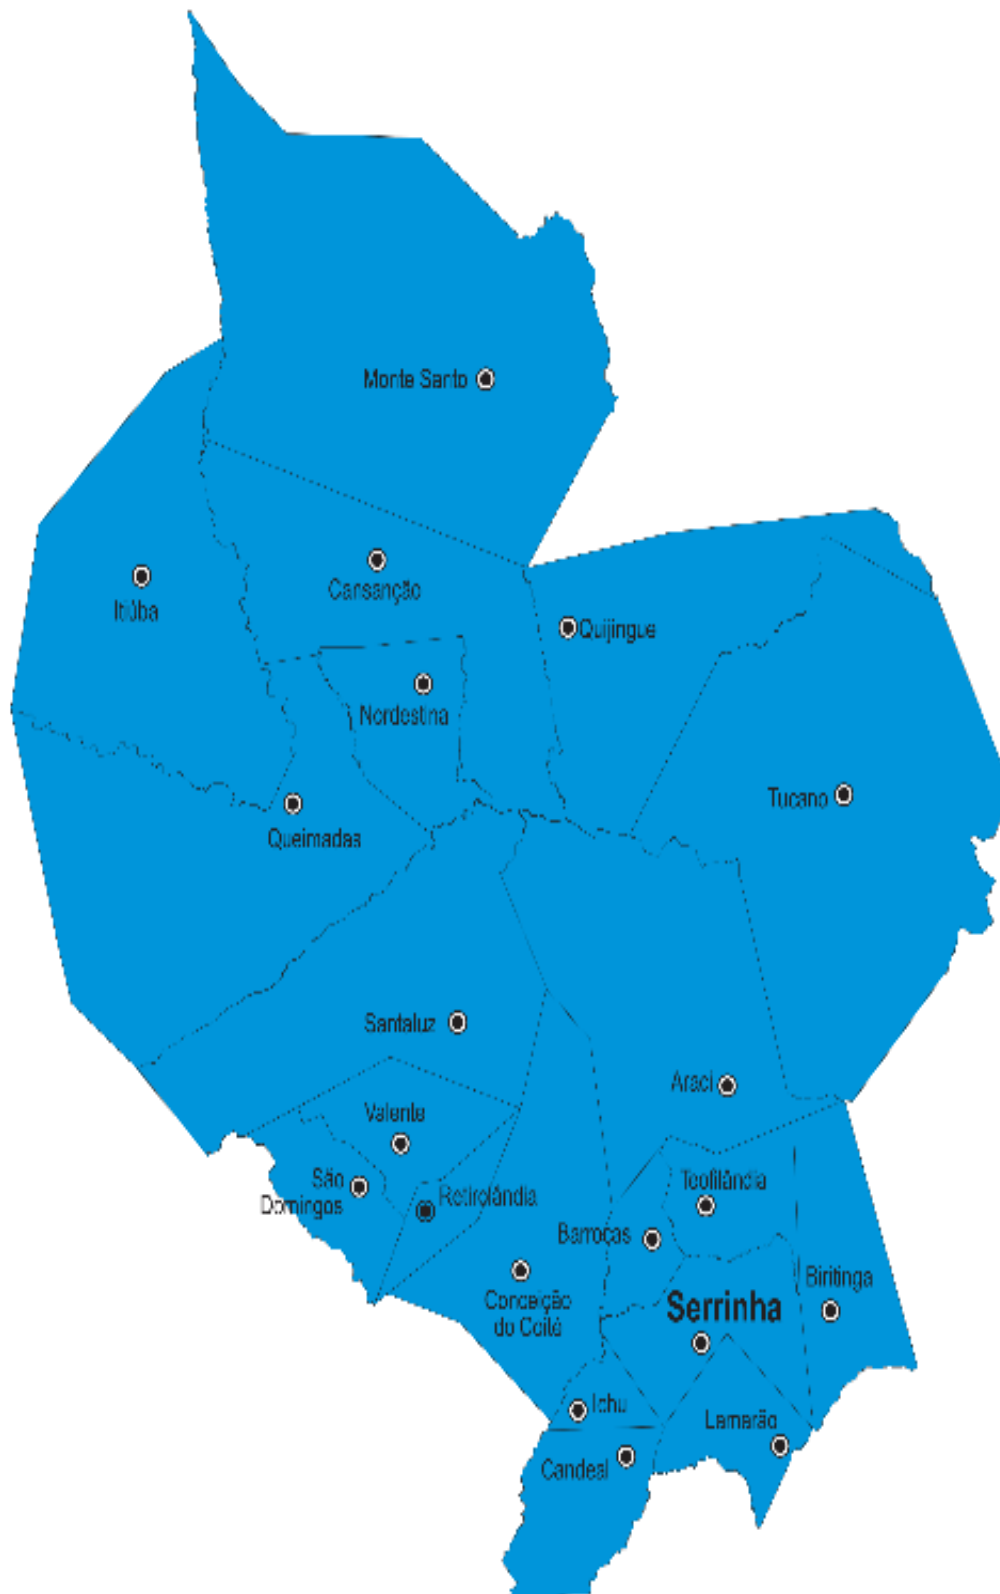 Monte Santo
Cansanção
Itiúba
Quijingue
Nordestina
Tucano
Queimadas
Santaluz
Araci
Valente
São
Domingos
Retirolândia
Teofilândia
Barrocas
Biritinga
Conceição
do Coité
Serrinha
Ichu
Lamarão
Candeal